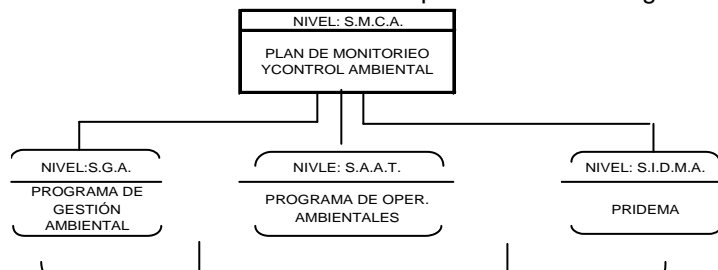 NIVEL: S.M.C.A.
PLAN DE MONITORIEO
YCONTROL AMBIENTAL
NIVEL:S.G.A.
PROGRAMA DE
GESTIÓN
AMBIENTAL
NIVLE: S.A.A.T.
PROGRAMA DE OPER.
AMBIENTALES
NIVEL: S.I.D.M.A.
PRIDEMA